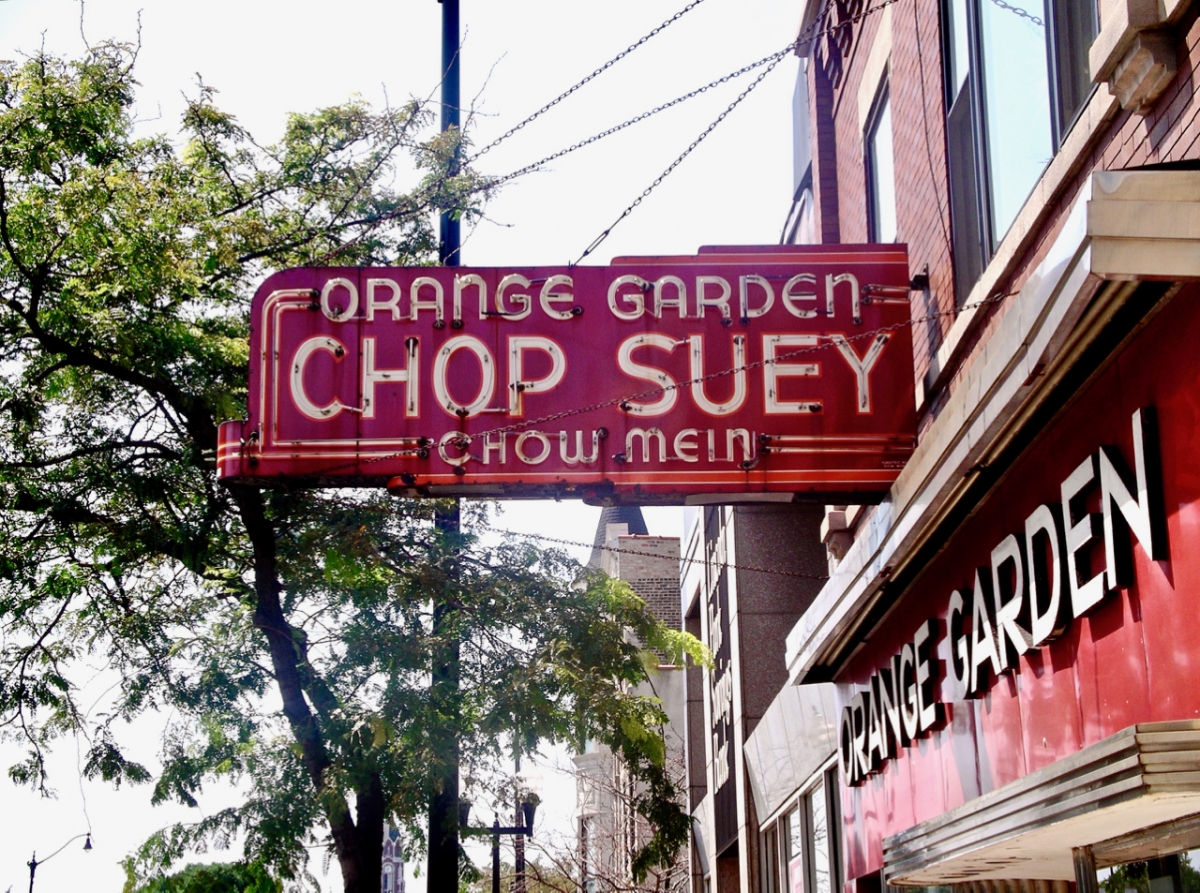 ORANGE GARDEN
CHOP SUEY
CHOW MEIN
ORANGE GARDEN